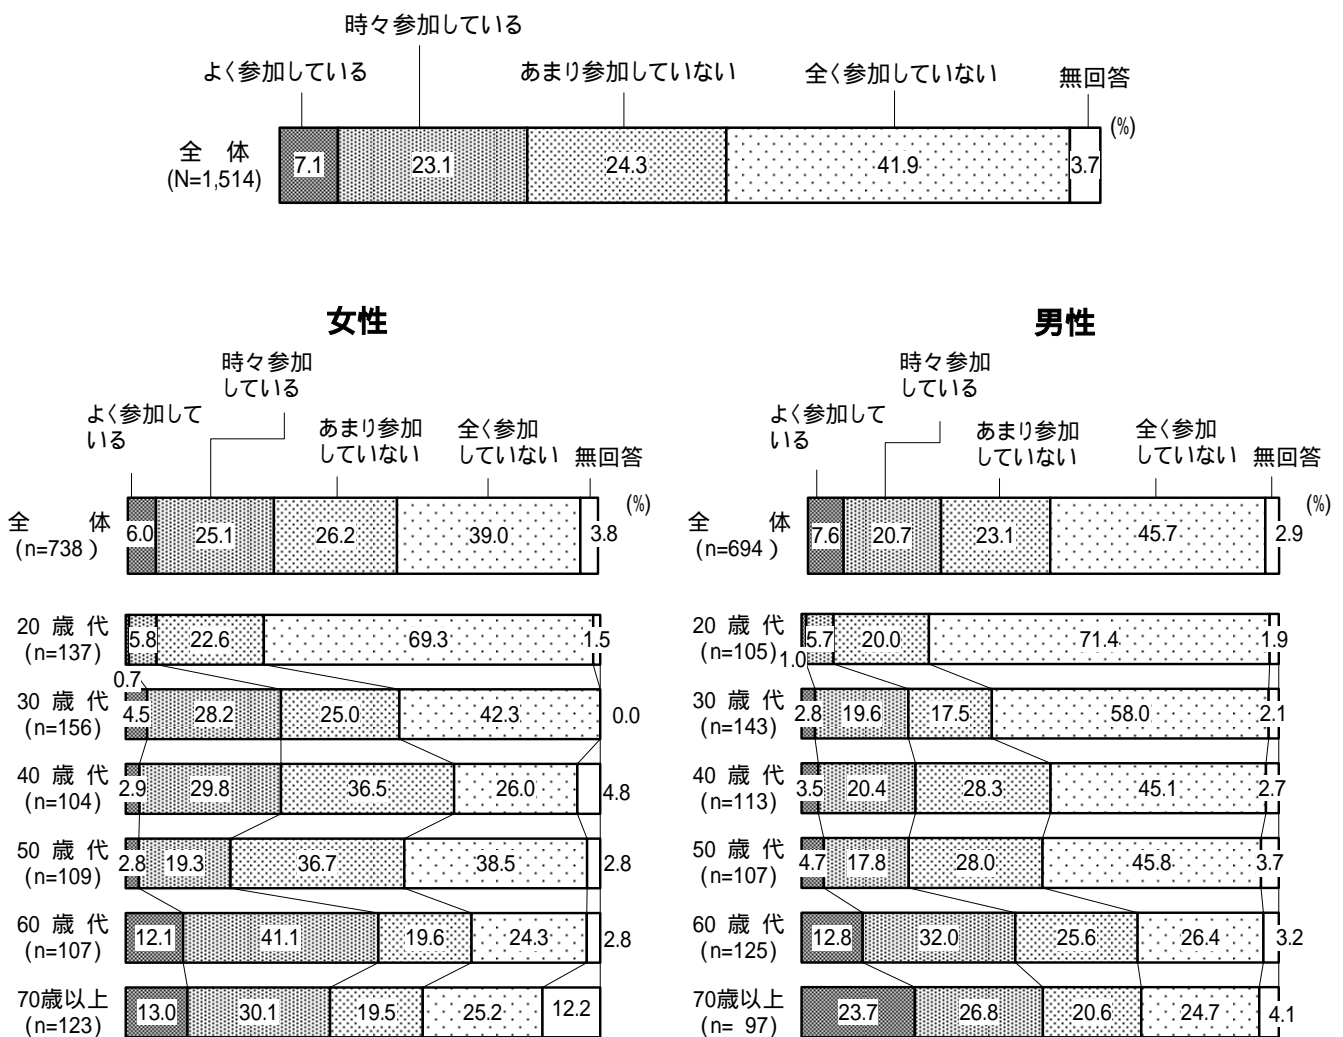 時々参加している
よく参加している あまり参加していない 全く参加していない 無回答
(%)
全 体
(N=1,514)
7.1 23.1 24.3 41.9 3.7
女性
時々参加
している
よく参加して
いる
あまり参加
していない
全く参加
していない
無回答
(%)
全 体
(n=738 )
6.0 25.1 26.2 39.0 3.8
20 歳 代
(n=137)
0.7 5.8 22.6 69.3 1.5
30 歳 代
(n=156)
4.5 28.2 25.0 42.3 0.0
40 歳 代
(n=104)
2.9 29.8 36.5 26.0 4.8
50 歳 代
(n=109)
2.8 19.3 36.7 38.5 2.8
60 歳 代
(n=107)
12.1 41.1 19.6 24.3 2.8
70歳以上
(n=123)
13.0 30.1 19.5 25.2 12.2
男性
時々参加
している
よく参加して
いる
あまり参加
していない
全く参加
していない
無回答
(%)
全 体
(n=694 )
7.6 20.7 23.1 45.7 2.9
20 歳 代
(n=105)
1.0 5.7 20.0 71.4 1.9
30 歳 代
(n=143)
2.8 19.6 17.5 58.0 2.1
40 歳 代
(n=113)
3.5 20.4 28.3 45.1 2.7
50 歳 代
(n=107)
4.7 17.8 28.0 45.8 3.7
60 歳 代
(n=125)
12.8 32.0 25.6 26.4 3.2
70歳以上
(n= 97)
23.7 26.8 20.6 24.7 4.1